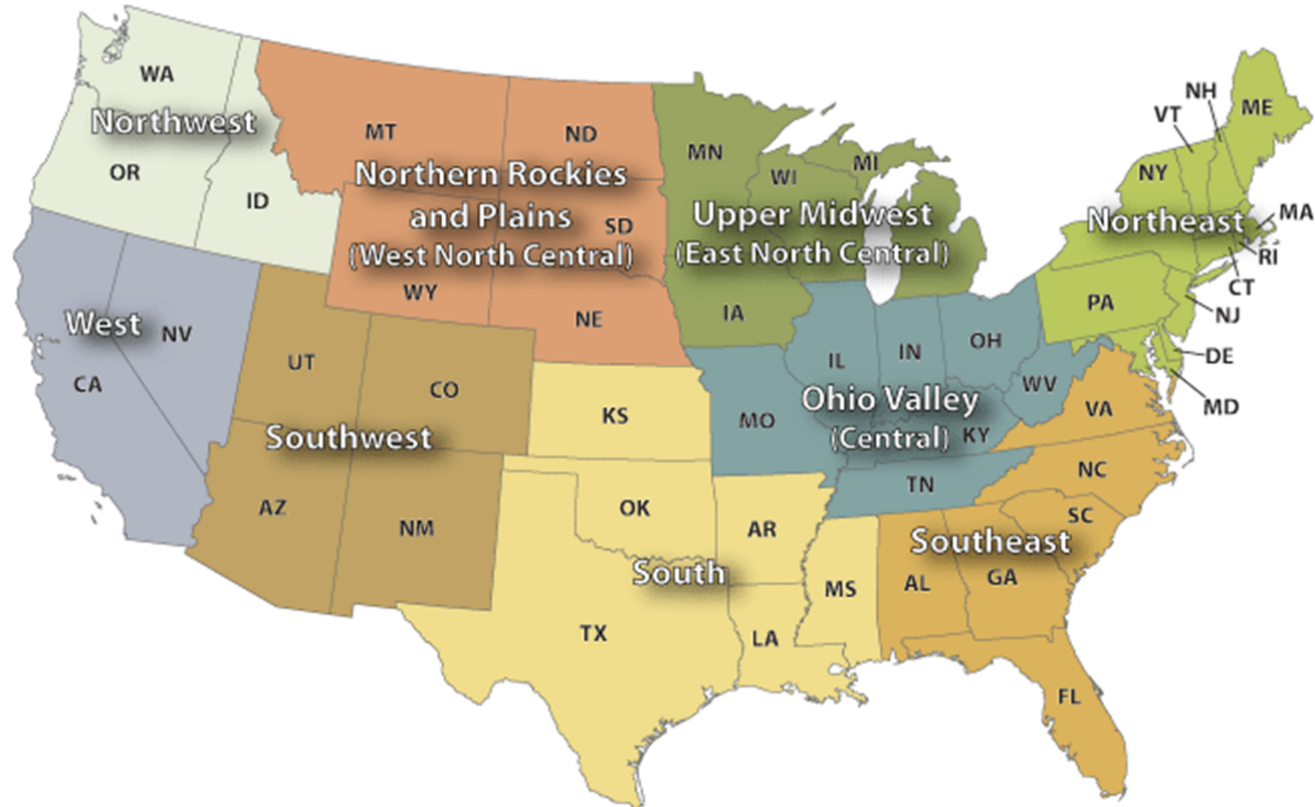 WA
Northwest
OR
ID
MT
ND
Northern Rockies
and Plains
(West North Central)
SD
WY
NE
MN
WI
MI
Upper Midwest
(East North Central)
IA
NH
VT
ME
NY
Northeast
MA
RI
CT
PA
NJ
DE
MD
West
NV
CA
UT
CO
Southwest
AZ
NM
KS
OK
AR
South
TX
LA
MS
IL
IN
OH
WV
Ohio Valley
(Central)
MO
KY
TN
VA
NC
SC
Southeast
AL
GA
FL